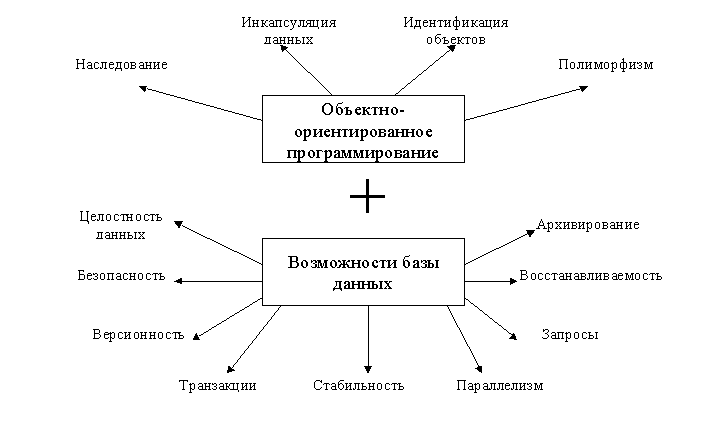 Инкапсуляция
данных
Идентификация
объектов
Наследование
Полиморфизм
Объектно-
ориентированное
программирование
Целостность
данных
Архивирование
Возможности базы
данных
Безопасность
Восстанавливаемость
Версионность
Запросы
Транзакции
Стабильность
Параллелизм